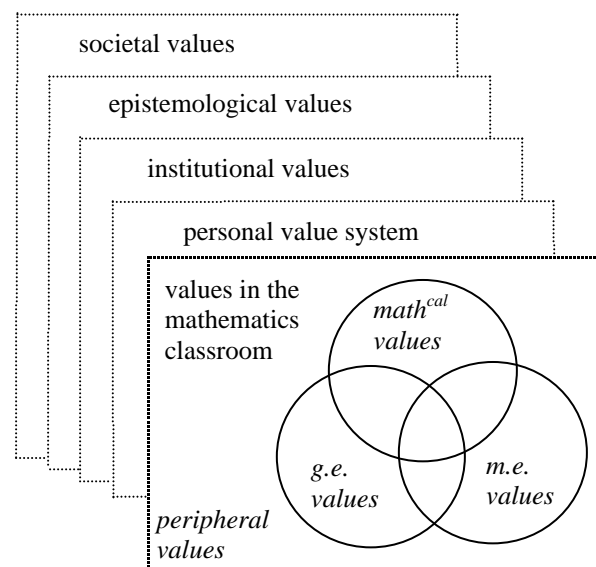 societal values
epistemological values
institutional values
personal value system
values in the
mathematics
classroom
math^cal
values
g.e.
values
m.e.
values
peripheral
values